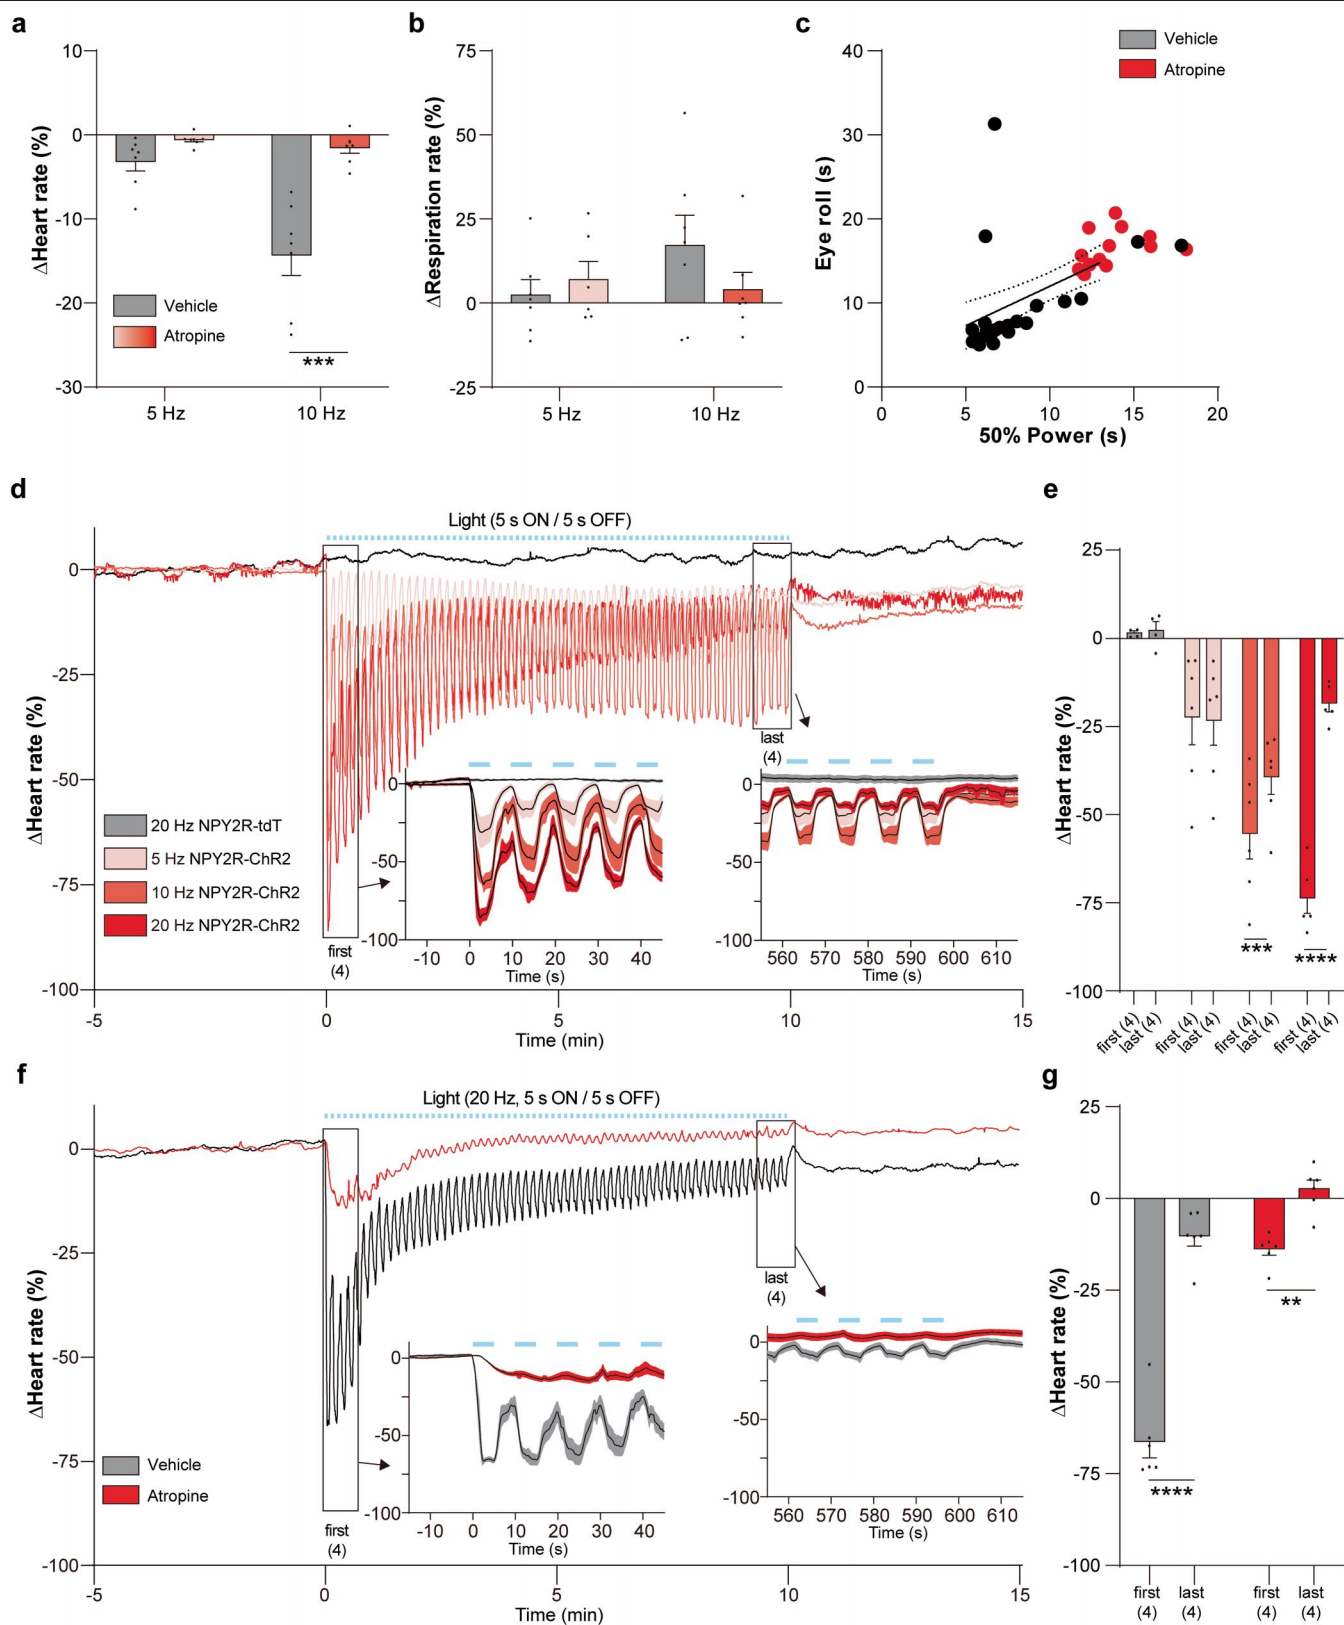 a
10
0
-10
-20
-30
ΔHeart rate (%)
Vehicle
Atropine
***
5 Hz
10 Hz
b
75
50
25
0
-25
ΔRespiration rate (%)
5 Hz
10 Hz
c
Vehicle
Atropine
40
30
20
10
0
Eye roll (s)
0 5 10 15 20
50% Power (s)
d
Light (5 s ON / 5 s OFF)
0
-25
-50
-75
-100
ΔHeart rate (%)
20 Hz NPY2R-tdT
5 Hz NPY2R-ChR2
10 Hz NPY2R-ChR2
20 Hz NPY2R-ChR2
first
(4)
last
(4)
0
-50
-100
-10 0 10 20 30 40
Time (s)
0
-50
-100
560 570 580 590 600 610
Time (s)
-5 0 5 10 15
Time (min)
e
25
0
-25
-50
-75
-100
ΔHeart rate (%)
***
****
first (4)
last (4)
first (4)
last (4)
first (4)
last (4)
first (4)
last (4)
f
Light (20 Hz, 5 s ON / 5 s OFF)
0
-25
-50
-75
-100
ΔHeart rate (%)
Vehicle
Atropine
first
(4)
last
(4)
0
-50
-100
-10 0 10 20 30 40
Time (s)
0
-50
-100
560 570 580 590 600 610
Time (s)
-5 0 5 10 15
Time (min)
g
25
0
-25
-50
-75
-100
ΔHeart rate (%)
****
**
first last first last
(4) (4) (4) (4)